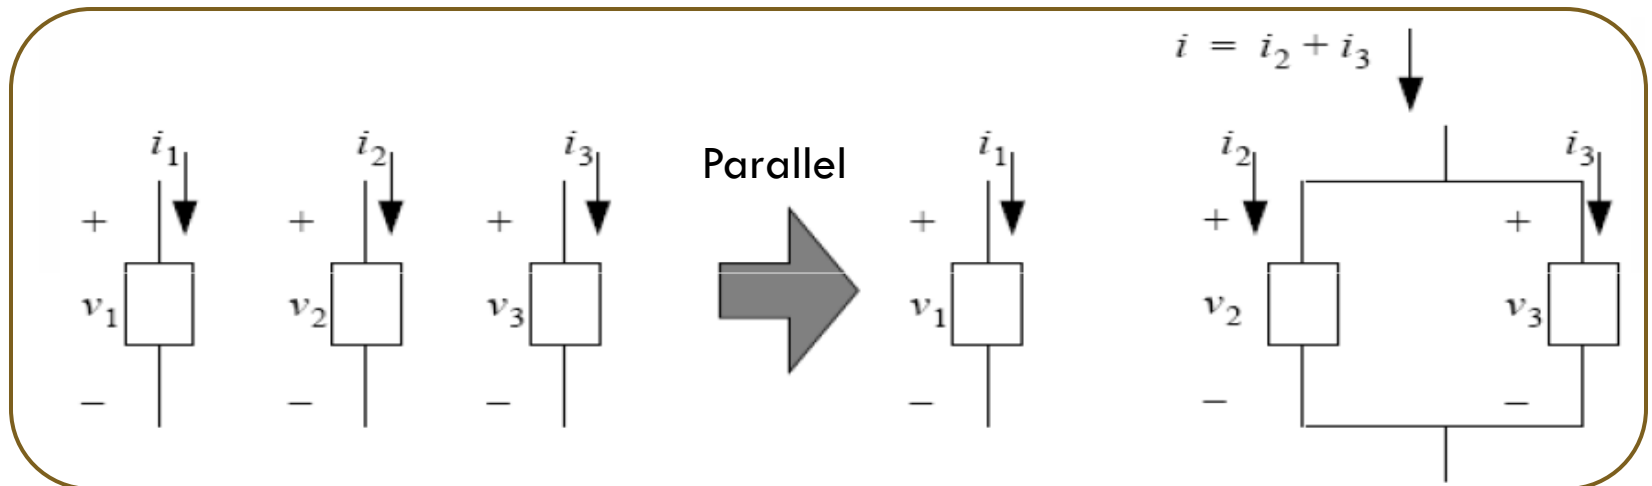 i = i₂ + i₃
i₁ i₂ i₃ Parallel i₁ i₂ i₃
+ + + + + +
v₁ v₂ v₃ v₁ v₂ v₃
− − − − − −